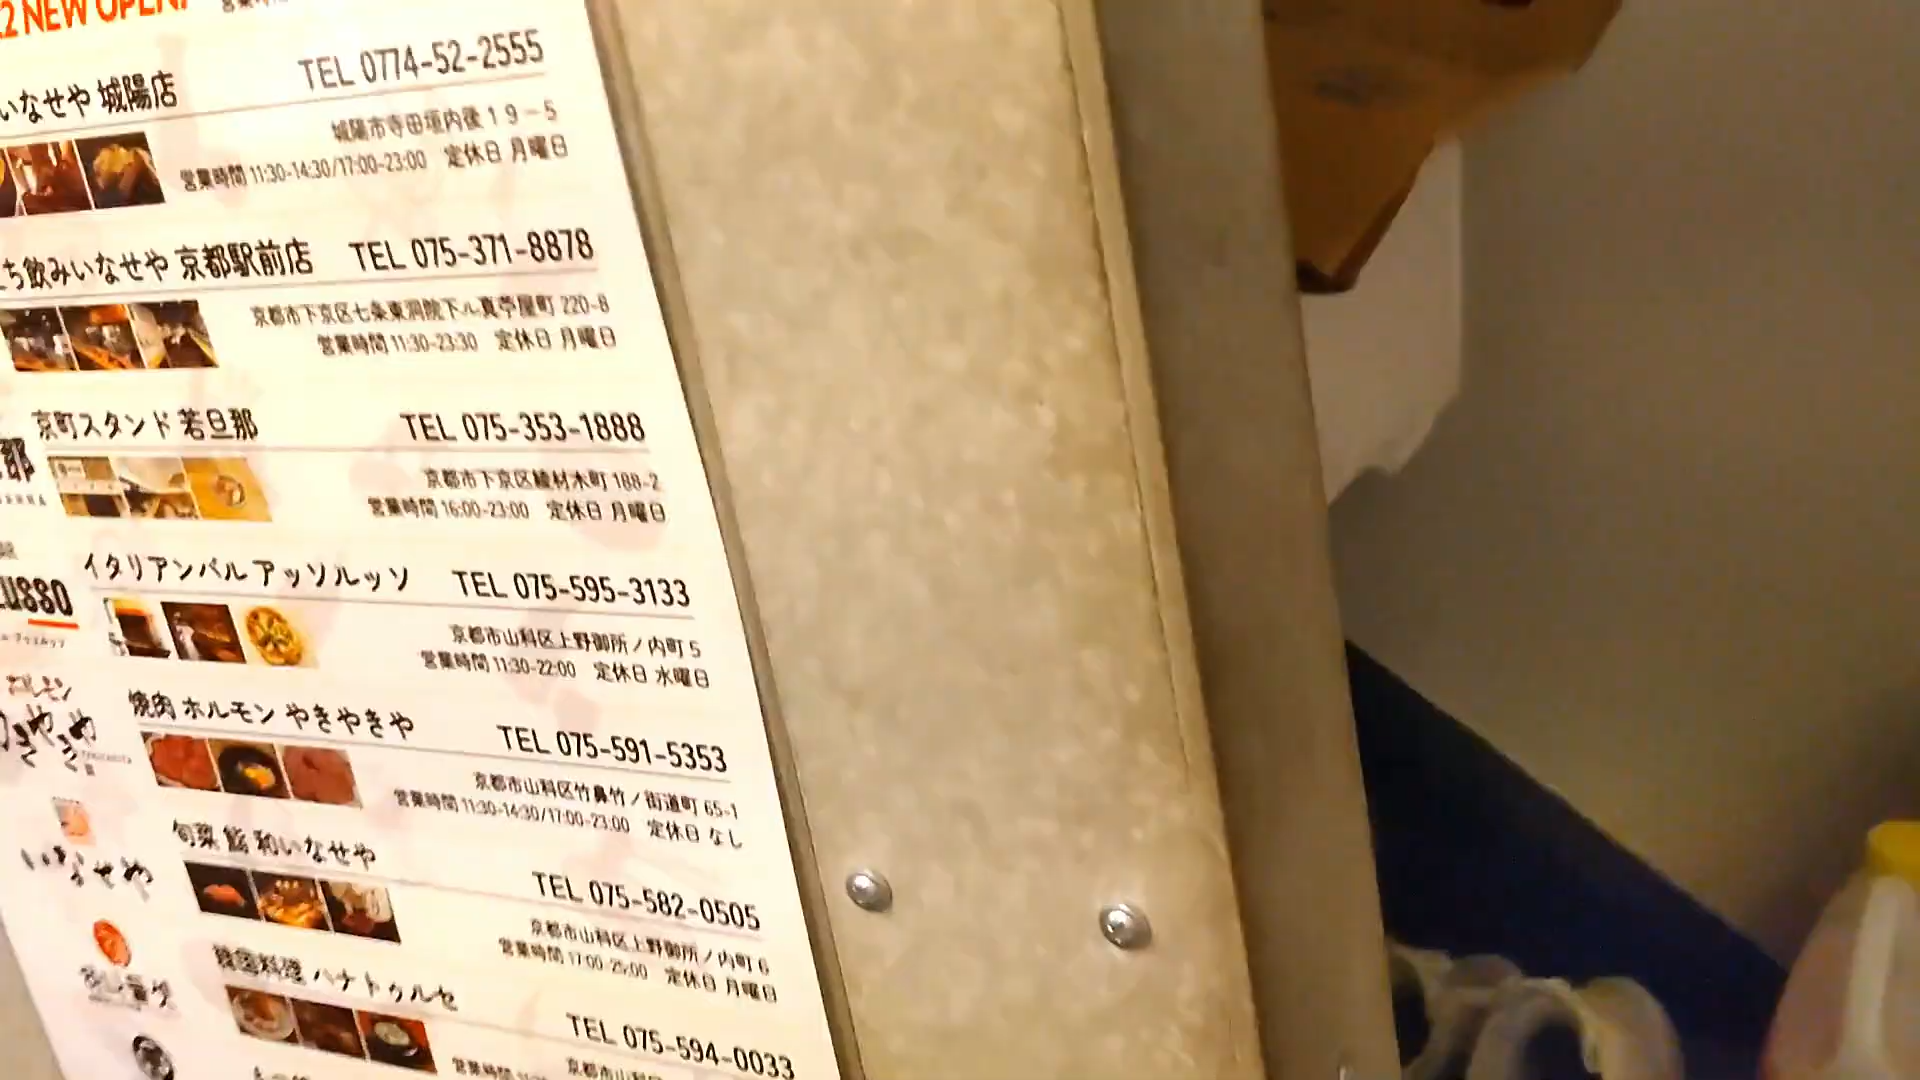 2 NEW OPEN!
いなせや 城陽店
TEL 0774-52-2555
城陽市寺田垣内後19-5
営業時間 11:30-14:30/17:00-23:00 定休日 月曜日
ち飲みいなせや 京都駅前店
TEL 075-371-8878
京都市下京区七条東洞院下ル真苧屋町 220-8
営業時間 11:30-23:30 定休日 月曜日
京町スタンド 若旦那
TEL 075-353-1888
京都市下京区綾材木町 188-2
営業時間 16:00-23:00 定休日 月曜日
イタリアンバル アッソルッソ
TEL 075-595-3133
京都市山科区上野御所ノ内町 5
営業時間 11:30-22:00 定休日 水曜日
焼肉 ホルモン やきやきや
TEL 075-591-5353
京都市山科区竹鼻竹ノ街道町 65-1
営業時間 11:30-14:30/17:00-23:00 定休日 なし
旬菜 鮨 和いなせや
TEL 075-582-0505
京都市山科区上野御所ノ内町 6
営業時間 17:00-25:00 定休日 月曜日
いなせや
韓国料理 ハナトゥルセ
TEL 075-594-0033